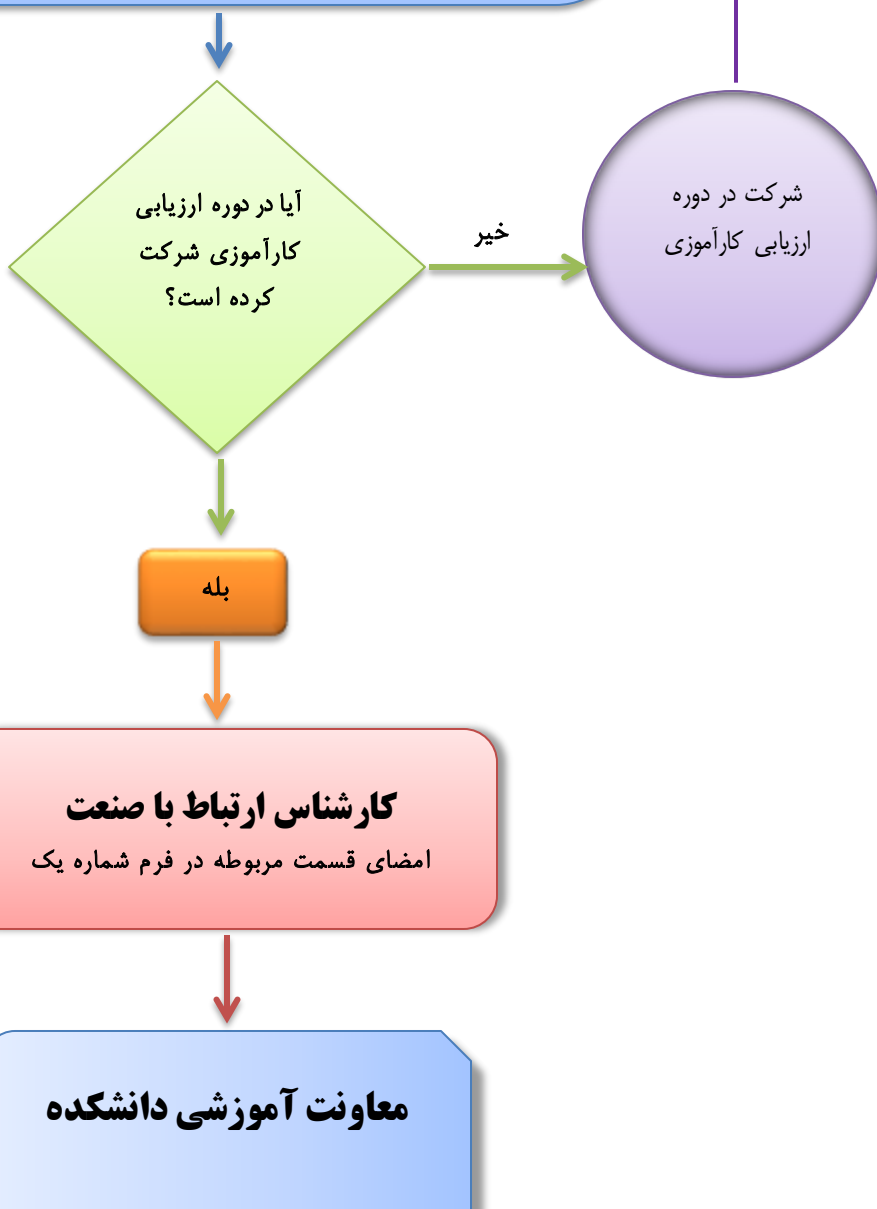 آیا در دوره ارزیابی
کارآموزی شرکت
کرده است؟
خیر
شرکت در دوره
ارزیابی کارآموزی
بله
کارشناس ارتباط با صنعت
امضای قسمت مربوطه در فرم شماره یک
معاونت آموزشی دانشکده